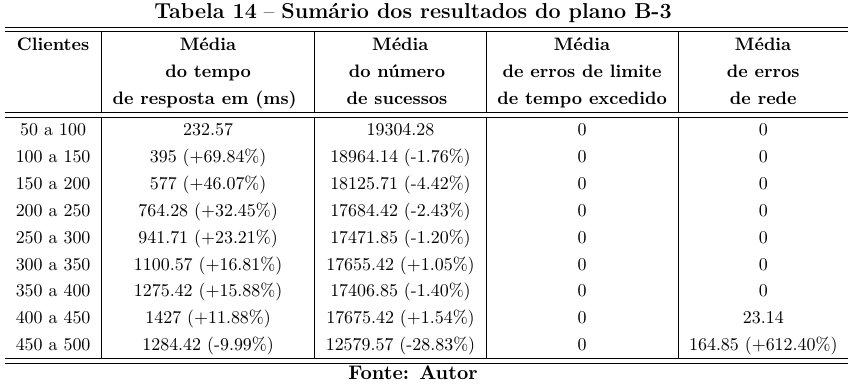 Tabela 14 – Sumário dos resultados do plano B-3
Clientes Média Média Média Média
do tempo do número de erros de limite de erros
de resposta em (ms) de sucessos de tempo excedido de rede
50 a 100 232.57 19304.28 0 0
100 a 150 395 (+69.84%) 18964.14 (-1.76%) 0 0
150 a 200 577 (+46.07%) 18125.71 (-4.42%) 0 0
200 a 250 764.28 (+32.45%) 17684.42 (-2.43%) 0 0
250 a 300 941.71 (+23.21%) 17471.85 (-1.20%) 0 0
300 a 350 1100.57 (+16.81%) 17655.42 (+1.05%) 0 0
350 a 400 1275.42 (+15.88%) 17406.85 (-1.40%) 0 0
400 a 450 1427 (+11.88%) 17675.42 (+1.54%) 0 23.14
450 a 500 1284.42 (-9.99%) 12579.57 (-28.83%) 0 164.85 (+612.40%)
Fonte: Autor